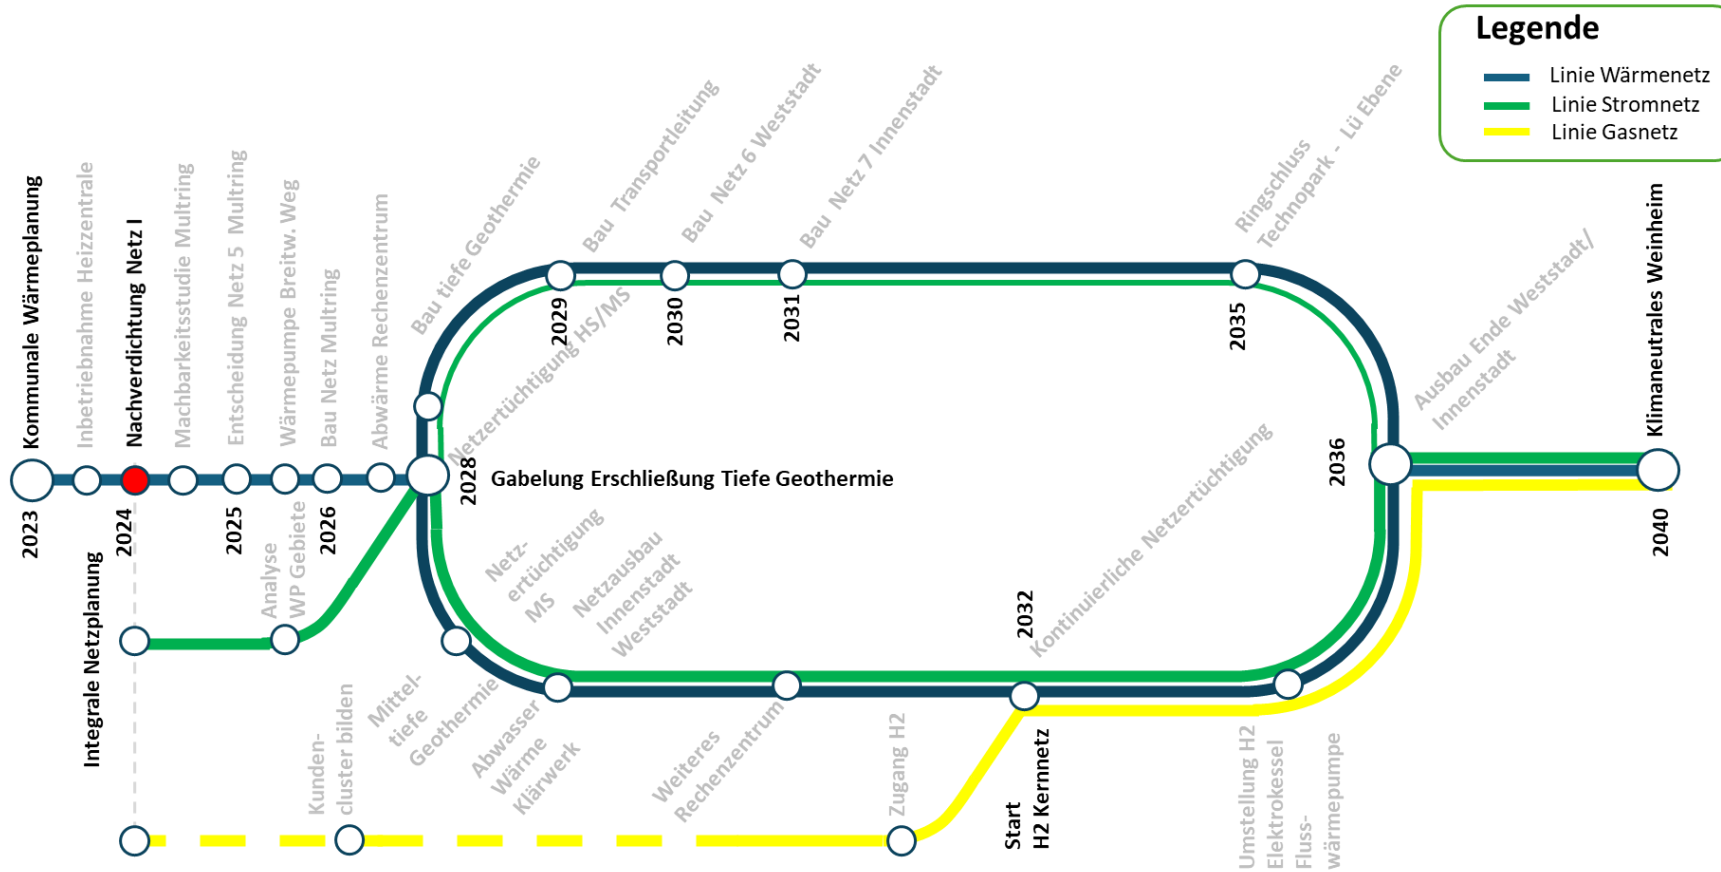 Legende
Linie Wärmenetz
Linie Stromnetz
Linie Gasnetz
Kommunale Wärmeplanung
Inbetriebnahme Heizzentrale
Nachverdichtung Netz I
Machbarkeitsstudie Multring
Entscheidung Netz 5 Multring
Wärmepumpe Breitw. Weg
Bau Netz Multring
Abwärme Rechenzentrum
Bau tiefe Geothermie
Netzertüchtigung HS/MS
Bau Transportleitung
Bau Netz 6 Weststadt
Bau Netz 7 Innenstadt
Ringschluss
Technopark - Lü Ebene
Ausbau Ende Weststadt/
Innenstadt
Klimaneutrales Weinheim
2029
2030
2031
2035
2023
2024
2025
2026
2028
Gabelung Erschließung Tiefe Geothermie
2036
2040
Integrale Netzplanung
Analyse
WP Gebiete
Netz-
ertüchtigung
MS
Netzausbau
Innenstadt
Weststadt
2032
Kontinuierliche Netzertüchtigung
Kunden-
cluster bilden
Mittel-
tiefe
Geothermie
Abwasser
Wärme
Klärwerk
Weiteres
Rechenzentrum
Zugang H2
Start
H2 Kernnetz
Umstellung H2
Elektrokessel
Fluss-
wärmepumpe